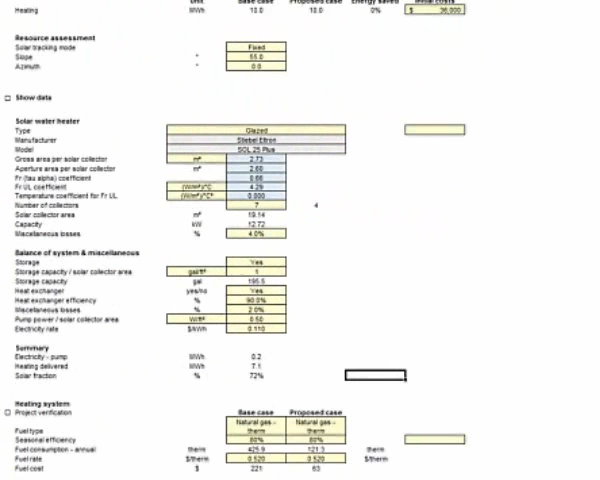 Unit Base case Proposed case Energy saved Initial costs
Heating MWh 10.0 10.0 0% $ 36,000
Resource assessment
Solar tracking mode Fixed
Slope ° 55.0
Azimuth ° 0.0
Show data
Solar water heater
Type Glazed
Manufacturer Stiebel Eltron
Model SOL 25 Plus
Gross area per solar collector m² 2.73
Aperture area per solar collector m² 2.60
Fr (tau alpha) coefficient
Fr UL coefficient (W/m²)/°C 4.29
Temperature coefficient for Fr UL (W/m²)/°C² 0.000
Number of collectors 7 4
Solar collector area m² 19.14
Capacity kW 12.72
Miscellaneous losses % 4.0%
Balance of system & miscellaneous
Storage Yes
Storage capacity / solar collector area gal/ft² 1
Storage capacity gal 195.5
Heat exchanger yes/no Yes
Heat exchanger efficiency % 90.0%
Miscellaneous losses % 2.0%
Pump power / solar collector area W/ft² 0.50
Electricity rate $/kWh 0.110
Summary
Electricity - pump MWh 0.2
Heating delivered MWh 7.1
Solar fraction % 72%
Heating system
Project verification Base case Proposed case
Fuel type Natural gas - therm Natural gas - therm
Seasonal efficiency 80% 80%
Fuel consumption - annual therm 425.9 121.3 therm
Fuel rate $/therm 0.520 0.520 $/therm
Fuel cost $ 221 63